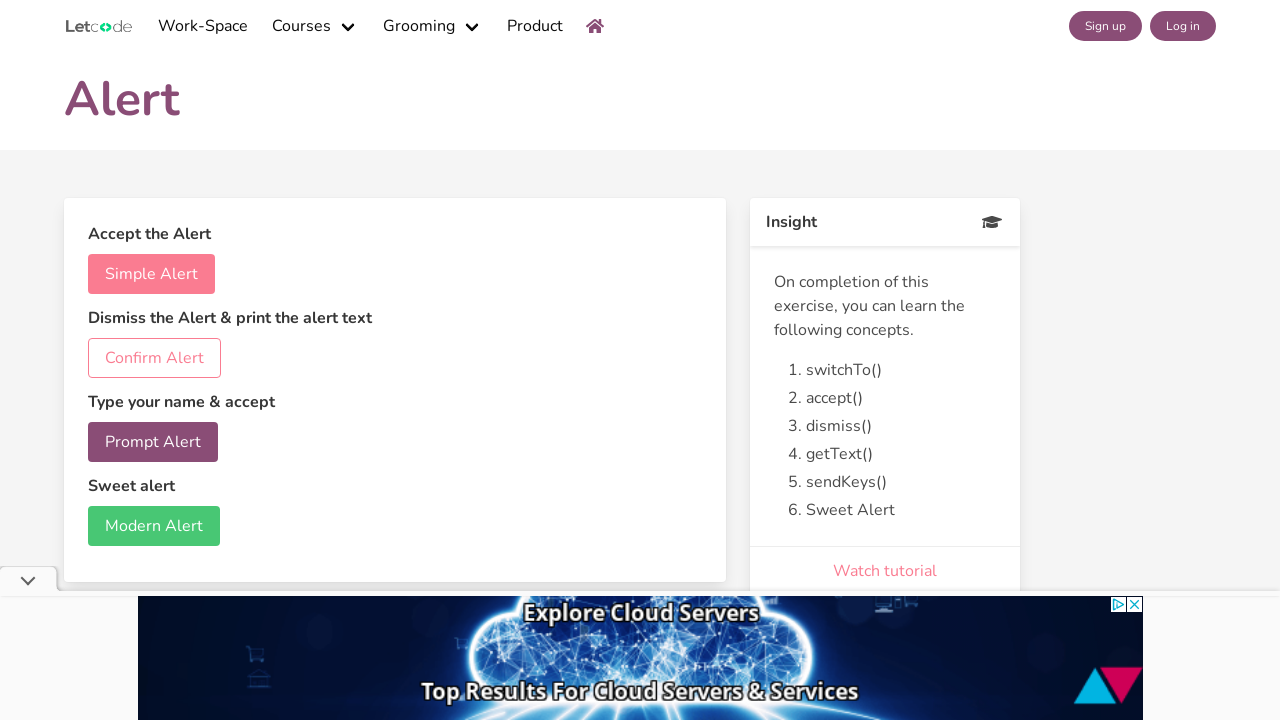 Letcode Work-Space Courses Grooming Product Sign up Log in
Alert
Accept the Alert
Simple Alert
Dismiss the Alert & print the alert text
Confirm Alert
Type your name & accept
Prompt Alert
Sweet alert
Modern Alert
Insight
On completion of this
exercise, you can learn the
following concepts.
1. switchTo()
2. accept()
3. dismiss()
4. getText()
5. sendKeys()
6. Sweet Alert
Watch tutorial
Explore Cloud Servers
Top Results For Cloud Servers & Services